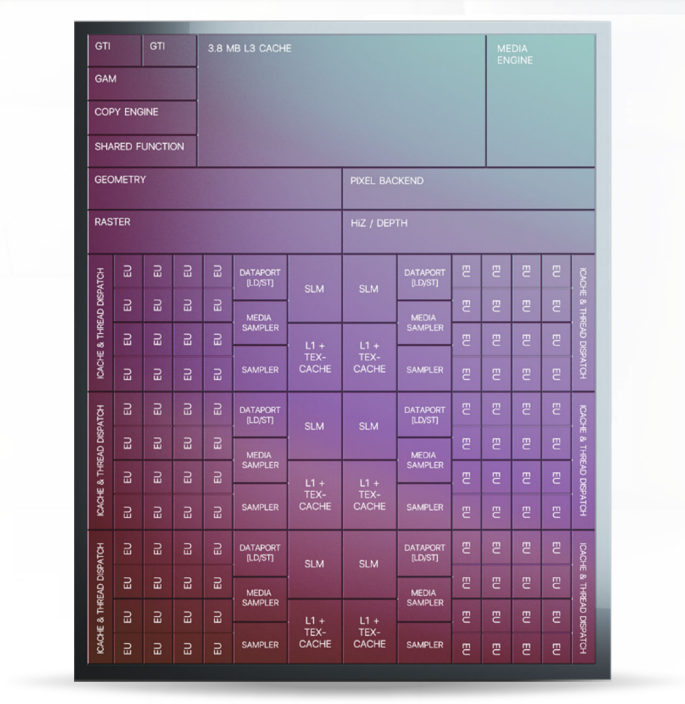 GTI
GTI
3.8 MB L3 CACHE
MEDIA
ENGINE
GAM
COPY ENGINE
SHARED FUNCTION
GEOMETRY
PIXEL BACKEND
RASTER
HiZ / DEPTH
ICACHE & THREAD DISPATCH
EU EU EU EU
EU EU EU EU
EU EU EU EU
EU EU EU EU
DATAPORT
[LD/ST]
MEDIA
SAMPLER
SAMPLER
SLM
L1 +
TEX-
CACHE
SLM
L1 +
TEX-
CACHE
DATAPORT
[LD/ST]
MEDIA
SAMPLER
SAMPLER
EU EU EU EU
EU EU EU EU
EU EU EU EU
EU EU EU EU
ICACHE & THREAD DISPATCH
ICACHE & THREAD DISPATCH
EU EU EU EU
EU EU EU EU
EU EU EU EU
EU EU EU EU
DATAPORT
[LD/ST]
MEDIA
SAMPLER
SAMPLER
SLM
L1 +
TEX-
CACHE
SLM
L1 +
TEX-
CACHE
DATAPORT
[LD/ST]
MEDIA
SAMPLER
SAMPLER
EU EU EU EU
EU EU EU EU
EU EU EU EU
EU EU EU EU
ICACHE & THREAD DISPATCH
ICACHE & THREAD DISPATCH
EU EU EU EU
EU EU EU EU
EU EU EU EU
EU EU EU EU
DATAPORT
[LD/ST]
MEDIA
SAMPLER
SAMPLER
SLM
L1 +
TEX-
CACHE
SLM
L1 +
TEX-
CACHE
DATAPORT
[LD/ST]
MEDIA
SAMPLER
SAMPLER
EU EU EU EU
EU EU EU EU
EU EU EU EU
EU EU EU EU
ICACHE & THREAD DISPATCH